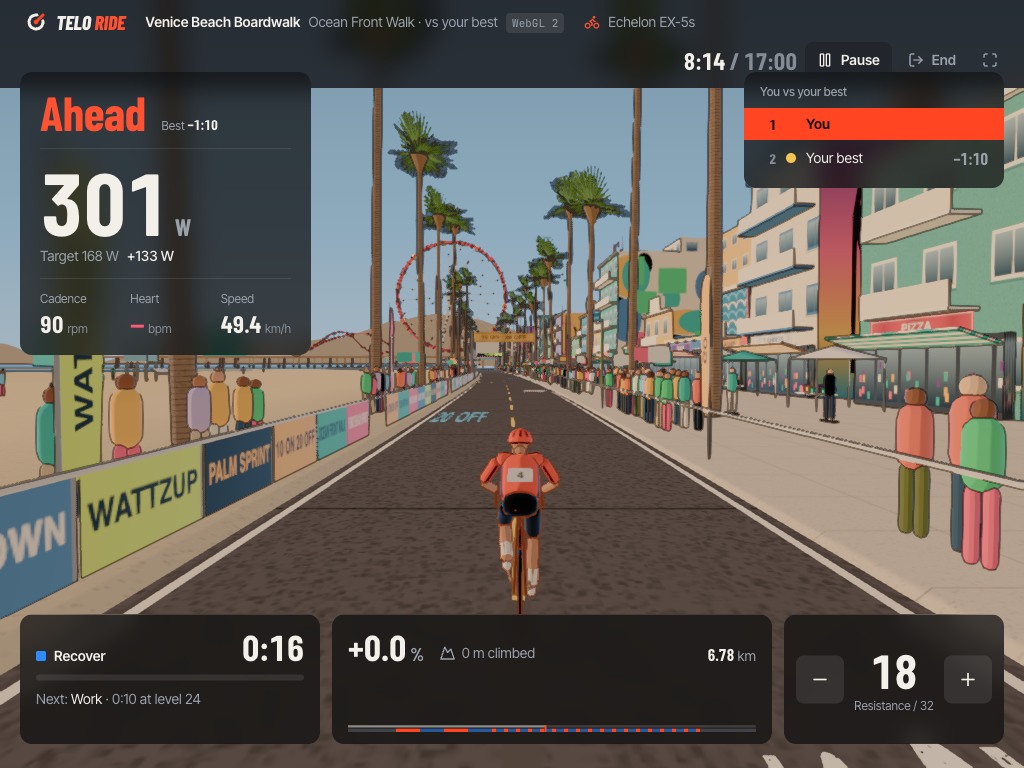 TELO RIDE Venice Beach Boardwalk Ocean Front Walk · vs your best WebGL 2 Echelon EX-5s
8:14 / 17:00 Pause End
Ahead Best −1:10
301 W
Target 168 W +133 W
Cadence Heart Speed
90 rpm — bpm 49.4 km/h
You vs your best
1 You
2 Your best −1:10
PIZZA
WAT
20 OFF
OWN
WATTZUP
PALM SPRINT
10 ON 20 OFF
4
Recover 0:16
Next: Work · 0:10 at level 24
+0.0 % 0 m climbed 6.78 km
− 18 +
Resistance / 32